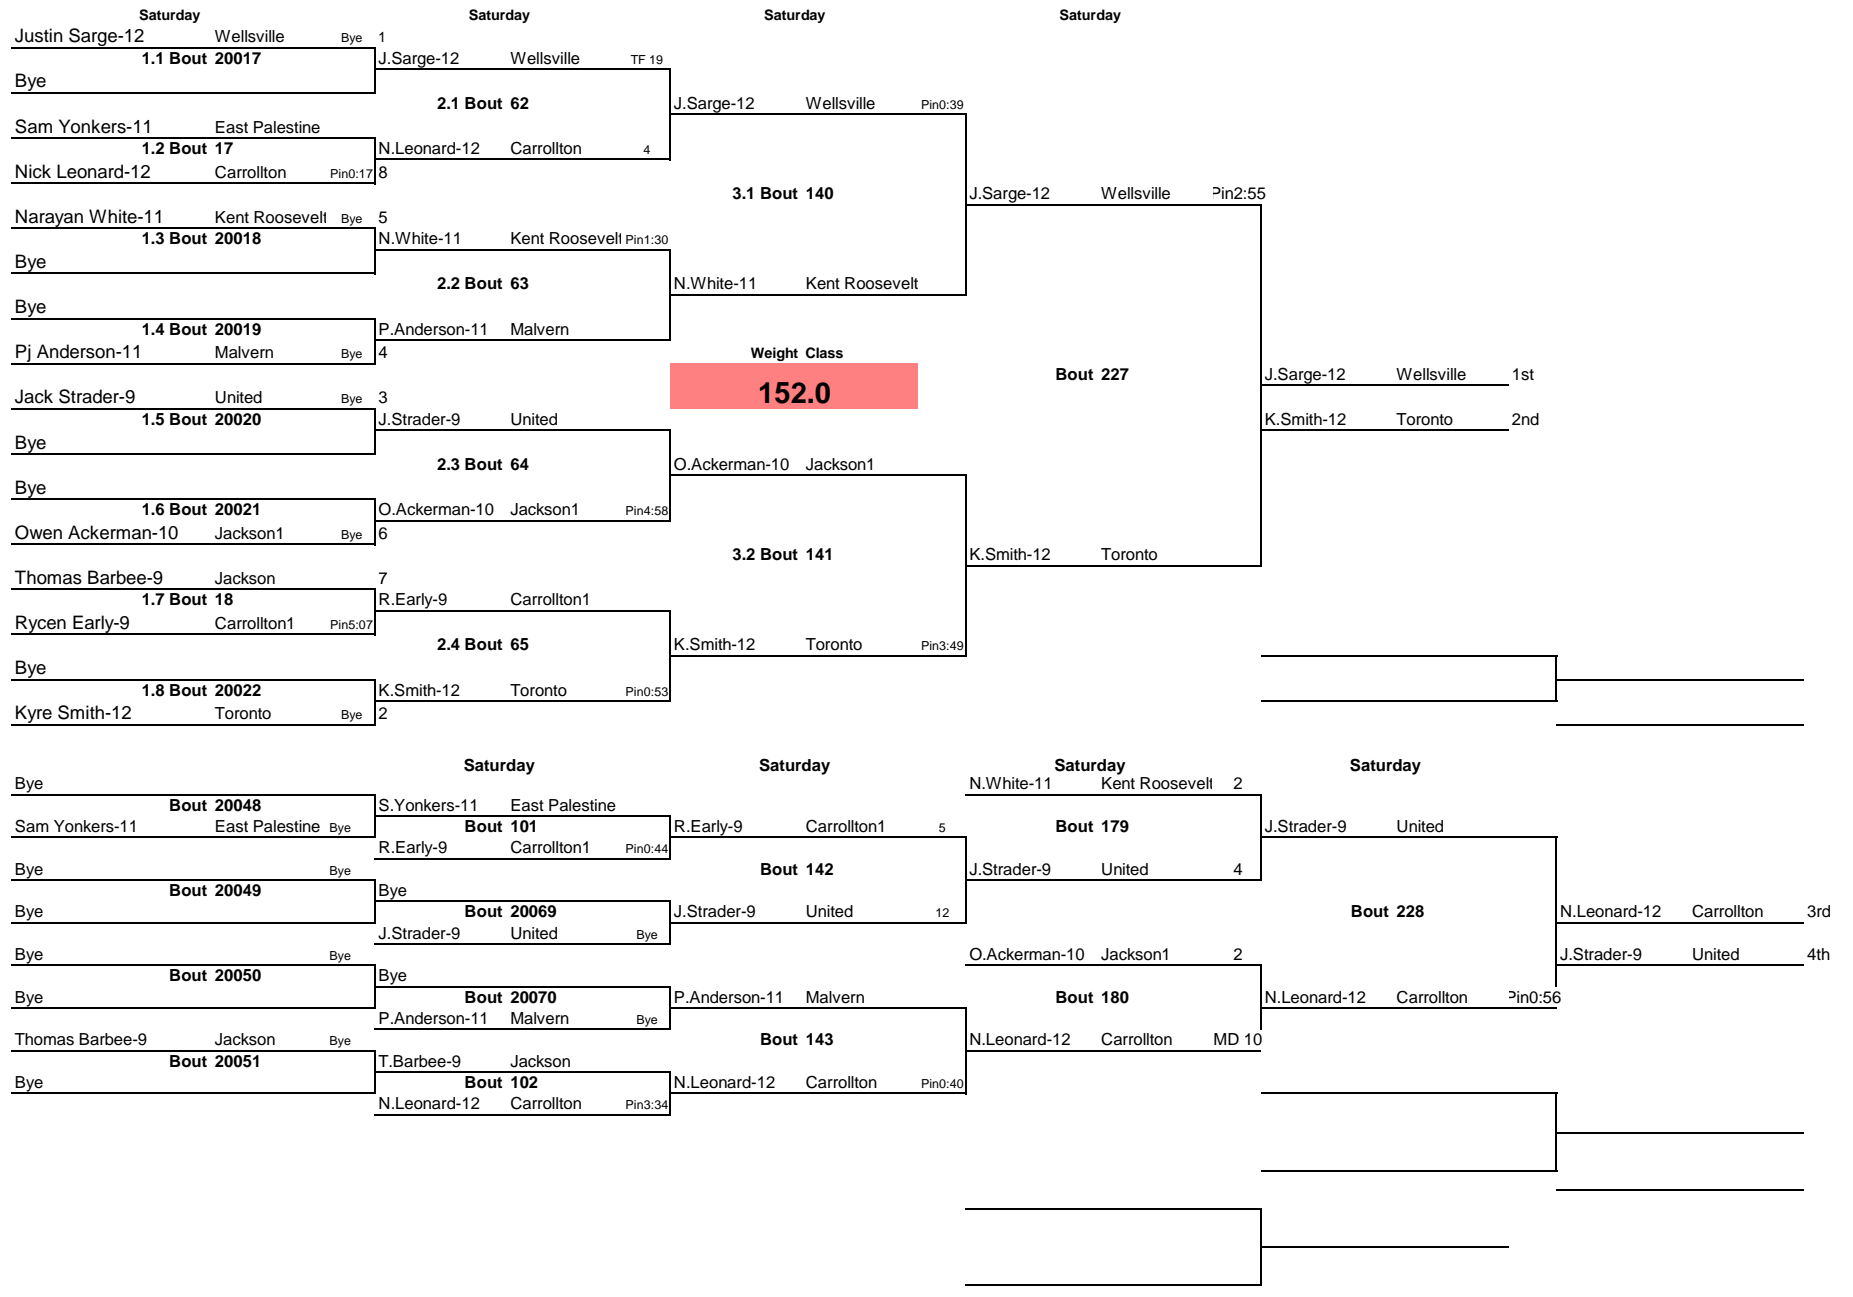 Saturday Saturday Saturday Saturday
Justin Sarge-12 Wellsville Bye 1
1.1 Bout 20017 J.Sarge-12 Wellsville TF 19
Bye
2.1 Bout 62 J.Sarge-12 Wellsville Pin0:39
Sam Yonkers-11 East Palestine
1.2 Bout 17 N.Leonard-12 Carrollton 4
Nick Leonard-12 Carrollton Pin0:17 8
3.1 Bout 140 J.Sarge-12 Wellsville Pin2:55
Narayan White-11 Kent Roosevelt Bye 5
1.3 Bout 20018 N.White-11 Kent Roosevelt Pin1:30
Bye
2.2 Bout 63 N.White-11 Kent Roosevelt
Bye
1.4 Bout 20019 P.Anderson-11 Malvern
Pj Anderson-11 Malvern Bye 4 Weight Class
Bout 227 J.Sarge-12 Wellsville 1st
Jack Strader-9 United Bye 3 152.0
1.5 Bout 20020 J.Strader-9 United K.Smith-12 Toronto 2nd
Bye
2.3 Bout 64 O.Ackerman-10 Jackson1
Bye
1.6 Bout 20021 O.Ackerman-10 Jackson1 Pin4:58
Owen Ackerman-10 Jackson1 Bye 6
3.2 Bout 141 K.Smith-12 Toronto
Thomas Barbee-9 Jackson 7
1.7 Bout 18 R.Early-9 Carrollton1
Rycen Early-9 Carrollton1 Pin5:07
2.4 Bout 65 K.Smith-12 Toronto Pin3:49
Bye
1.8 Bout 20022 K.Smith-12 Toronto Pin0:53
Kyre Smith-12 Toronto Bye 2
Saturday Saturday Saturday Saturday
Bye N.White-11 Kent Roosevelt 2
Bout 20048 S.Yonkers-11 East Palestine
Sam Yonkers-11 East Palestine Bye Bout 101 R.Early-9 Carrollton1 5 Bout 179 J.Strader-9 United
R.Early-9 Carrollton1 Pin0:44
Bye Bye Bout 142 J.Strader-9 United 4
Bout 20049 Bye
Bye Bout 20069 J.Strader-9 United 12 Bout 228 N.Leonard-12 Carrollton 3rd
J.Strader-9 United Bye
Bye Bye O.Ackerman-10 Jackson1 2 J.Strader-9 United 4th
Bout 20050 Bye
Bye Bout 20070 P.Anderson-11 Malvern Bout 180 N.Leonard-12 Carrollton Pin0:56
P.Anderson-11 Malvern Bye
Thomas Barbee-9 Jackson Bye Bout 143 N.Leonard-12 Carrollton MD 10
Bout 20051 T.Barbee-9 Jackson
Bye Bout 102 N.Leonard-12 Carrollton Pin0:40
N.Leonard-12 Carrollton Pin3:34